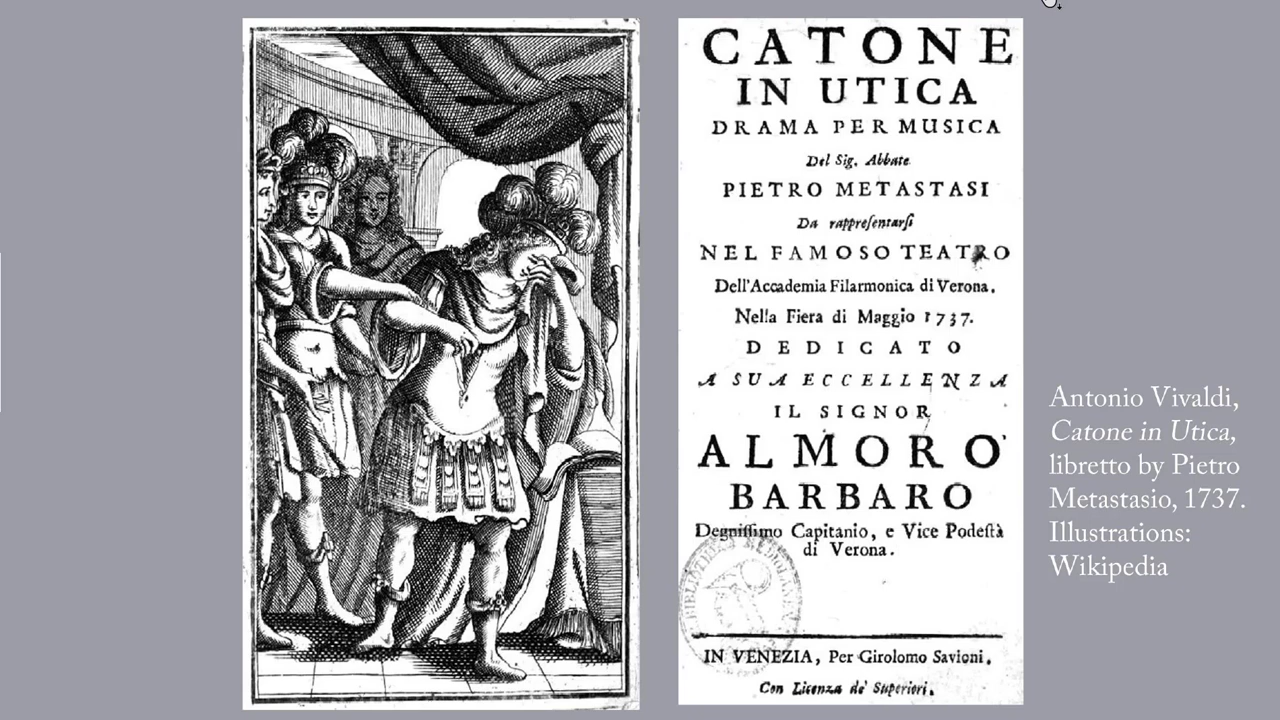 CATONE
IN UTICA
DRAMA PER MUSICA
Del Sig. Abbate
PIETRO METASTASI
Da rappreſentarſi
NEL FAMOSO TEATRO
Dell'Accademia Filarmonica di Verona.
Nella Fiera di Maggio 1737.
DEDICATO
A SUA ECCELLENZA
IL SIGNOR
ALMORO'
BARBARO
Degniſſimo Capitanio, e Vice Podeſtà
di Verona.
IN VENEZIA, Per Girolomo Savioni.
Con Licenza de' Superiori.
Antonio Vivaldi,
Catone in Utica,
libretto by Pietro
Metastasio, 1737.
Illustrations:
Wikipedia